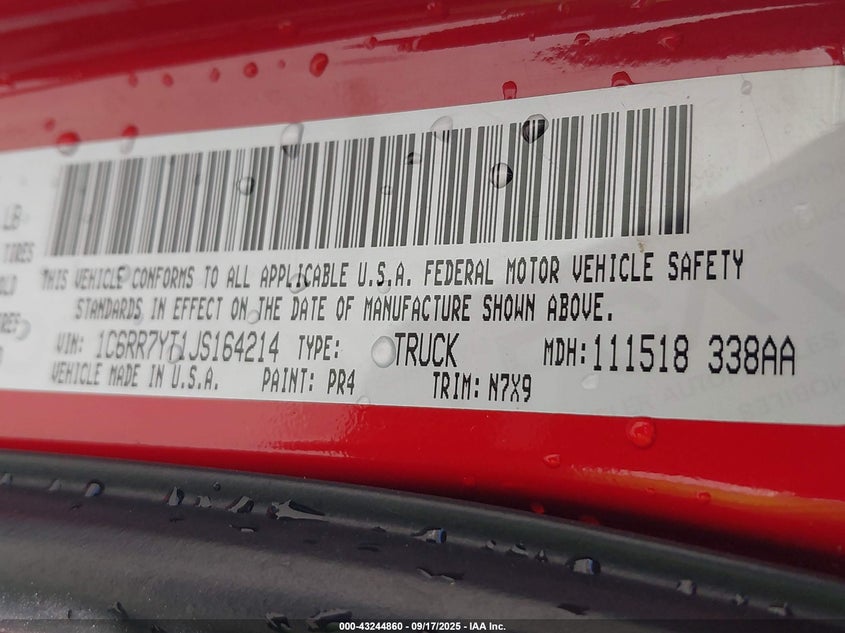 LB
TIRES
THIS VEHICLE CONFORMS TO ALL APPLICABLE U.S.A. FEDERAL MOTOR VEHICLE SAFETY
STANDARDS IN EFFECT ON THE DATE OF MANUFACTURE SHOWN ABOVE.
VIN: 1C6RR7YT1JS164214 TYPE: TRUCK MDH:111518 338AA
VEHICLE MADE IN U.S.A. PAINT: PR4 TRIM: N7X9
000-43244860 - 09/17/2025 - IAA Inc.